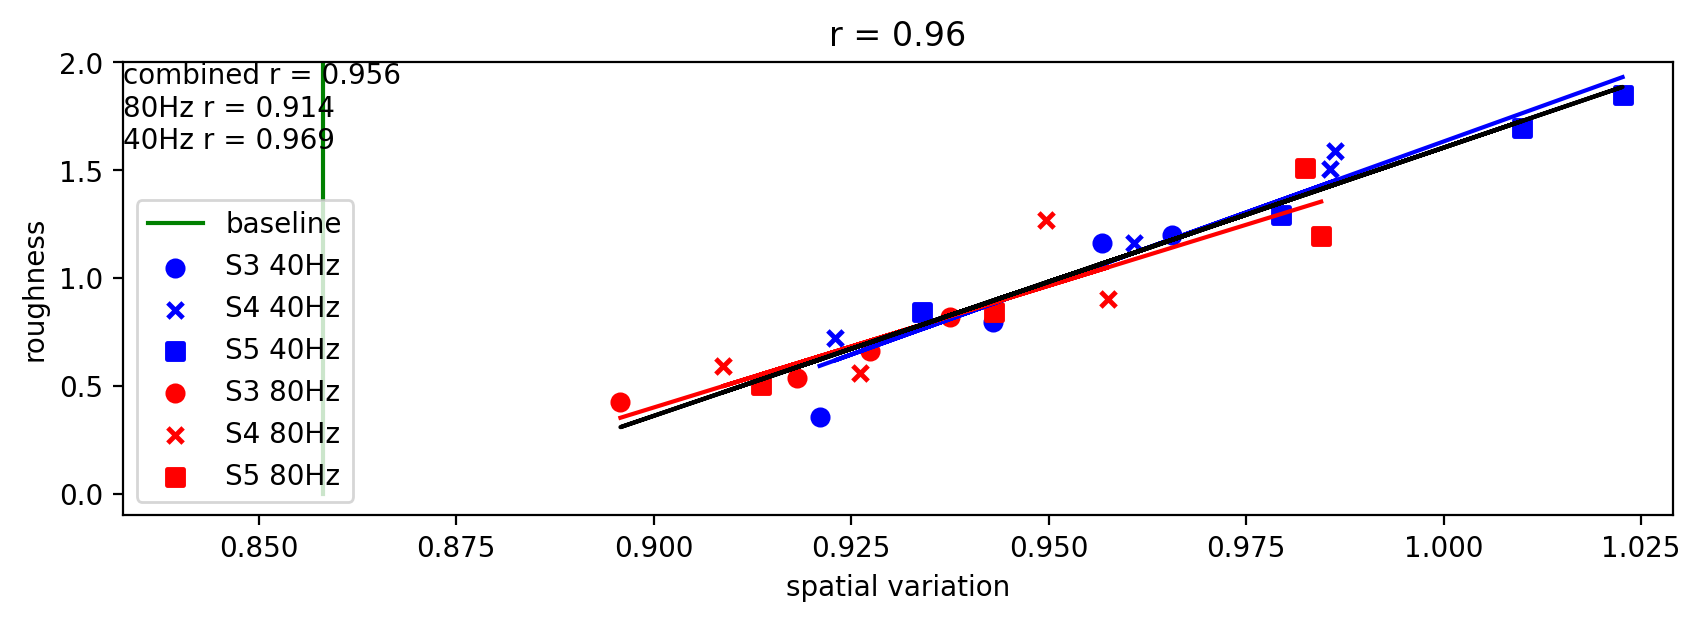 r = 0.96
combined r = 0.956
80Hz r = 0.914
40Hz r = 0.969
baseline
S3 40Hz
S4 40Hz
S5 40Hz
S3 80Hz
S4 80Hz
S5 80Hz
roughness
2.0
1.5
1.0
0.5
0.0
0.850 0.875 0.900 0.925 0.950 0.975 1.000 1.025
spatial variation